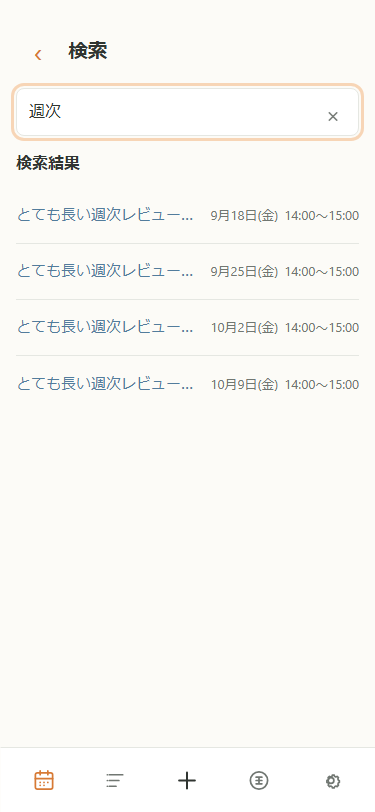 検索
週次
検索結果
とても長い週次レビュー... 9月18日(金) 14:00〜15:00
とても長い週次レビュー... 9月25日(金) 14:00〜15:00
とても長い週次レビュー... 10月2日(金) 14:00〜15:00
とても長い週次レビュー... 10月9日(金) 14:00〜15:00